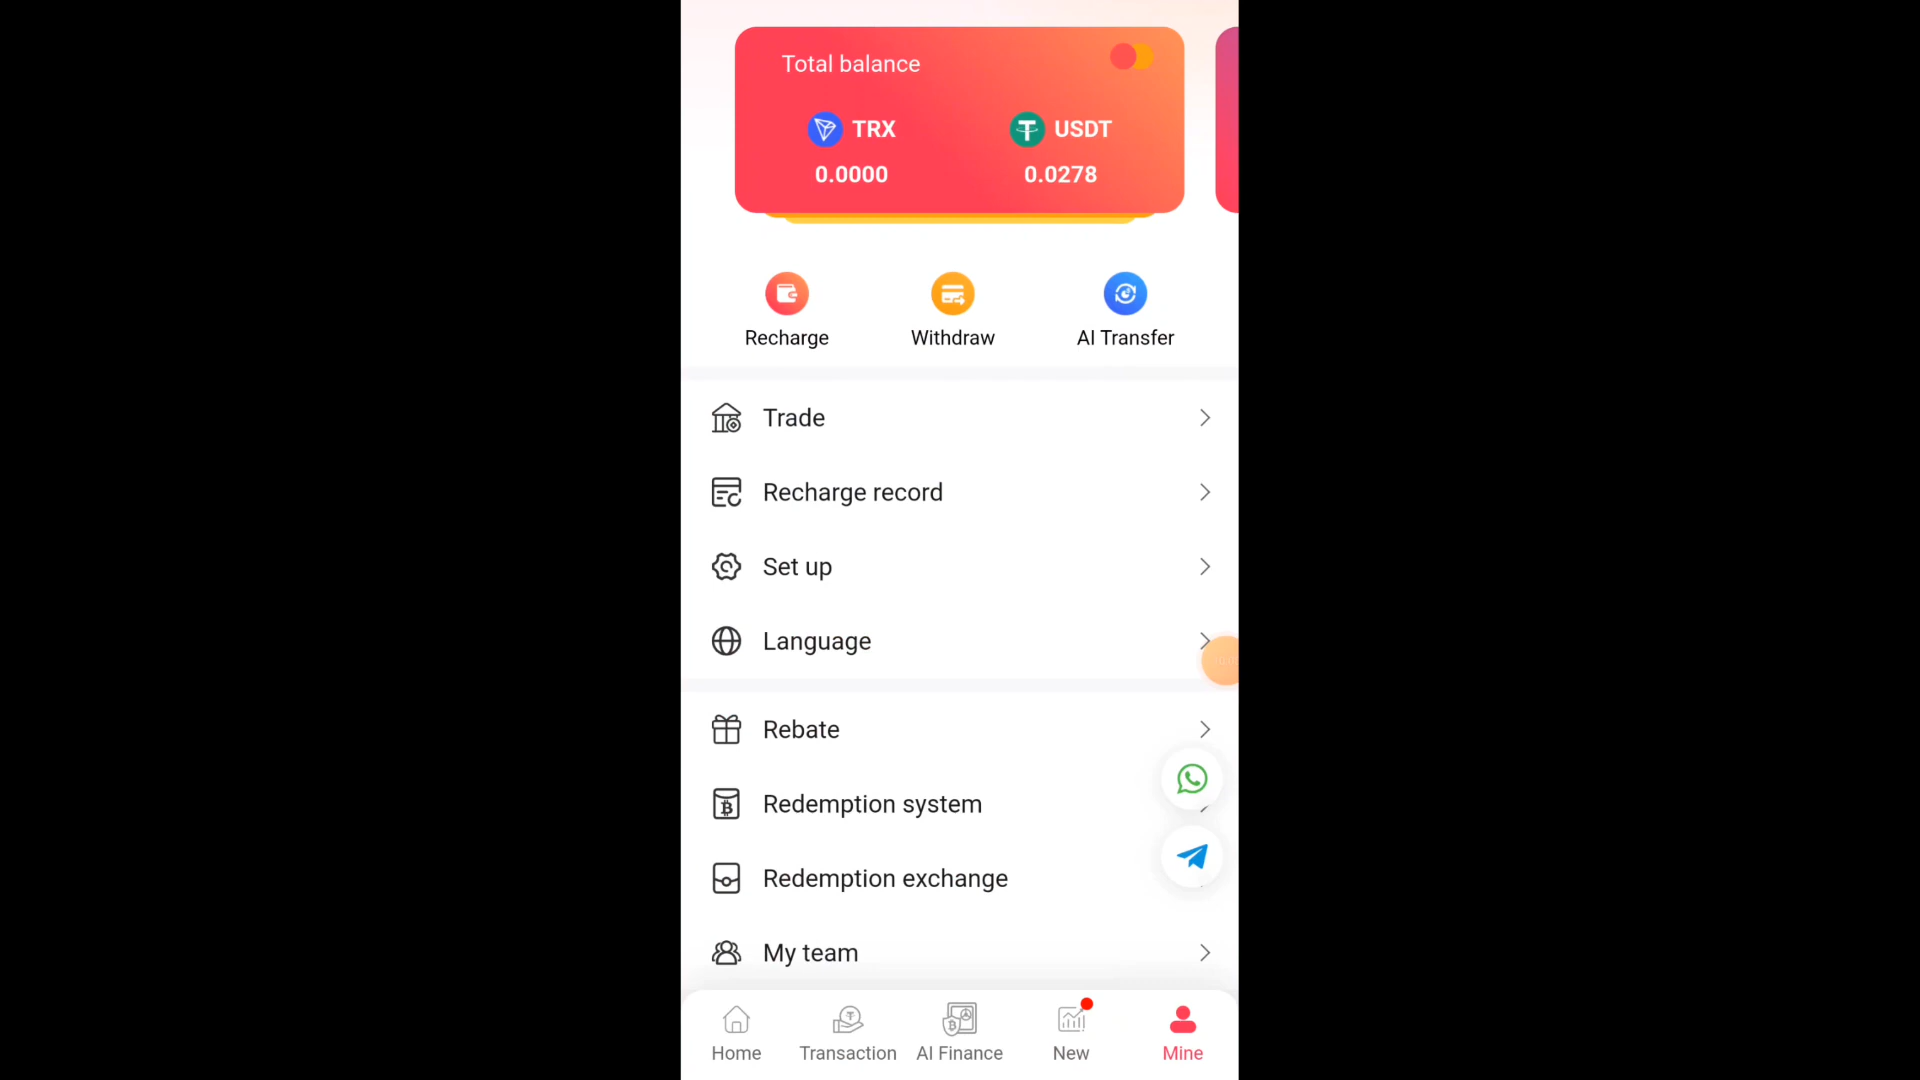 Total balance
TRX
USDT
0.0000
0.0278
Recharge
Withdraw
AI Transfer
Trade
Recharge record
Set up
Language
Rebate
Redemption system
Redemption exchange
My team
Home
Transaction
AI Finance
New
Mine